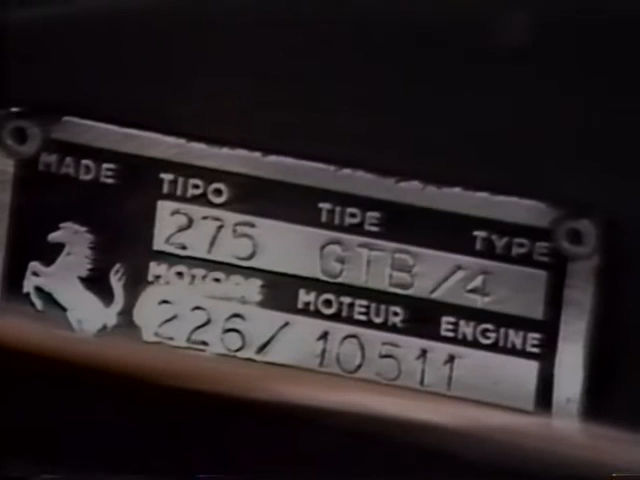 MADE
TIPO TIPE TYPE
275 GTB/4
MOTORE MOTEUR ENGINE
226/ 10511